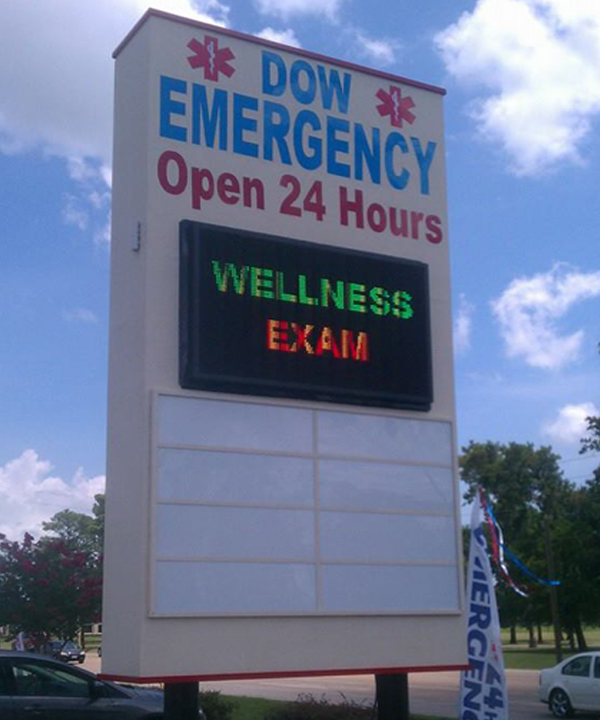 DOW
EMERGENCY
Open 24 Hours
WELLNESS
EXAM